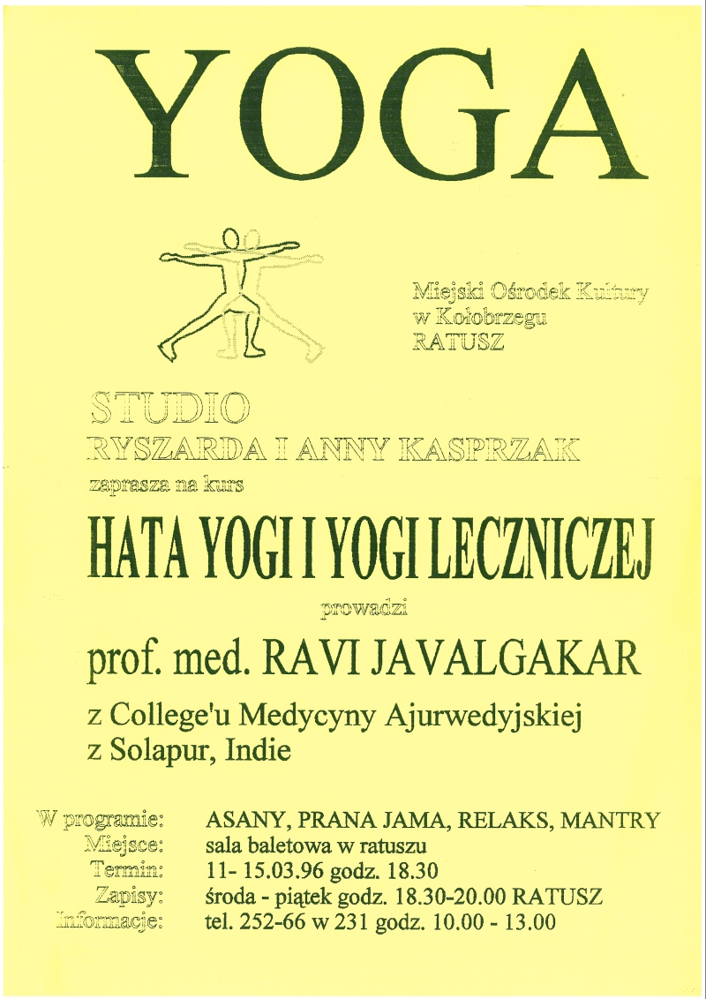 YOGA
Miejski Ośrodek Kultury
w Kołobrzegu
RATUSZ
STUDIO
RYSZARDA I ANNY KASPRZAK
zaprasza na kurs
HATA YOGI I YOGI LECZNICZEJ
prowadzi
prof. med. RAVI JAVALGAKAR
z College'u Medycyny Ajurwedyjskiej
z Solapur, Indie
W programie: ASANY, PRANA JAMA, RELAKS, MANTRY
Miejsce: sala baletowa w ratuszu
Termin: 11- 15.03.96 godz. 18.30
Zapisy: środa - piątek godz. 18.30-20.00 RATUSZ
Informacje: tel. 252-66 w 231 godz. 10.00 - 13.00